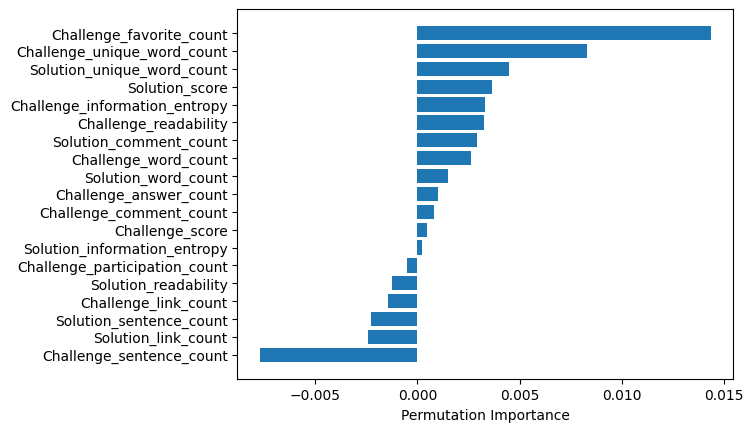 Challenge_favorite_count
Challenge_unique_word_count
Solution_unique_word_count
Solution_score
Challenge_information_entropy
Challenge_readability
Solution_comment_count
Challenge_word_count
Solution_word_count
Challenge_answer_count
Challenge_comment_count
Challenge_score
Solution_information_entropy
Challenge_participation_count
Solution_readability
Challenge_link_count
Solution_sentence_count
Solution_link_count
Challenge_sentence_count
−0.005 0.000 0.005 0.010 0.015
Permutation Importance